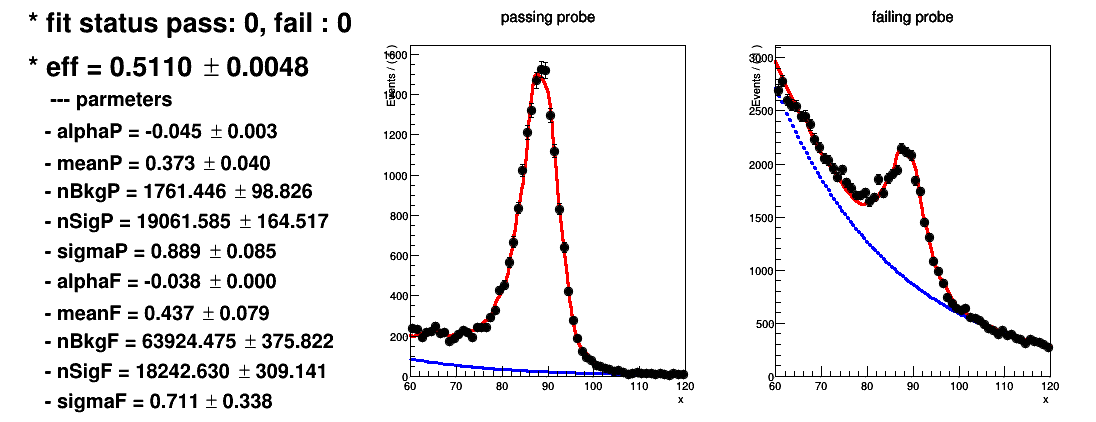 * fit status pass: 0, fail : 0
* eff = 0.5110 ± 0.0048
--- parmeters
- alphaP = -0.045 ± 0.003
- meanP = 0.373 ± 0.040
- nBkgP = 1761.446 ± 98.826
- nSigP = 19061.585 ± 164.517
- sigmaP = 0.889 ± 0.085
- alphaF = -0.038 ± 0.000
- meanF = 0.437 ± 0.079
- nBkgF = 63924.475 ± 375.822
- nSigF = 18242.630 ± 309.141
- sigmaF = 0.711 ± 0.338
passing probe
Events / ( )
1600
1400
1200
1000
800
600
400
200
0
60 70 80 90 100 110 120
x
failing probe
Events / ( )
3000
2500
2000
1500
1000
500
0
60 70 80 90 100 110 120
x